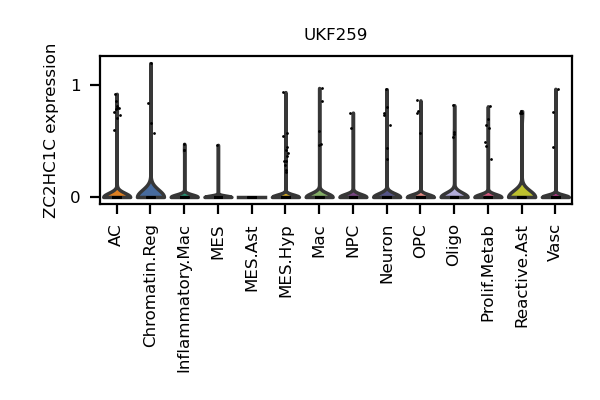 UKF259
ZC2HC1C expression
1
0
AC
Chromatin.Reg
Inflammatory.Mac
MES
MES.Ast
MES.Hyp
Mac
NPC
Neuron
OPC
Oligo
Prolif.Metab
Reactive.Ast
Vasc